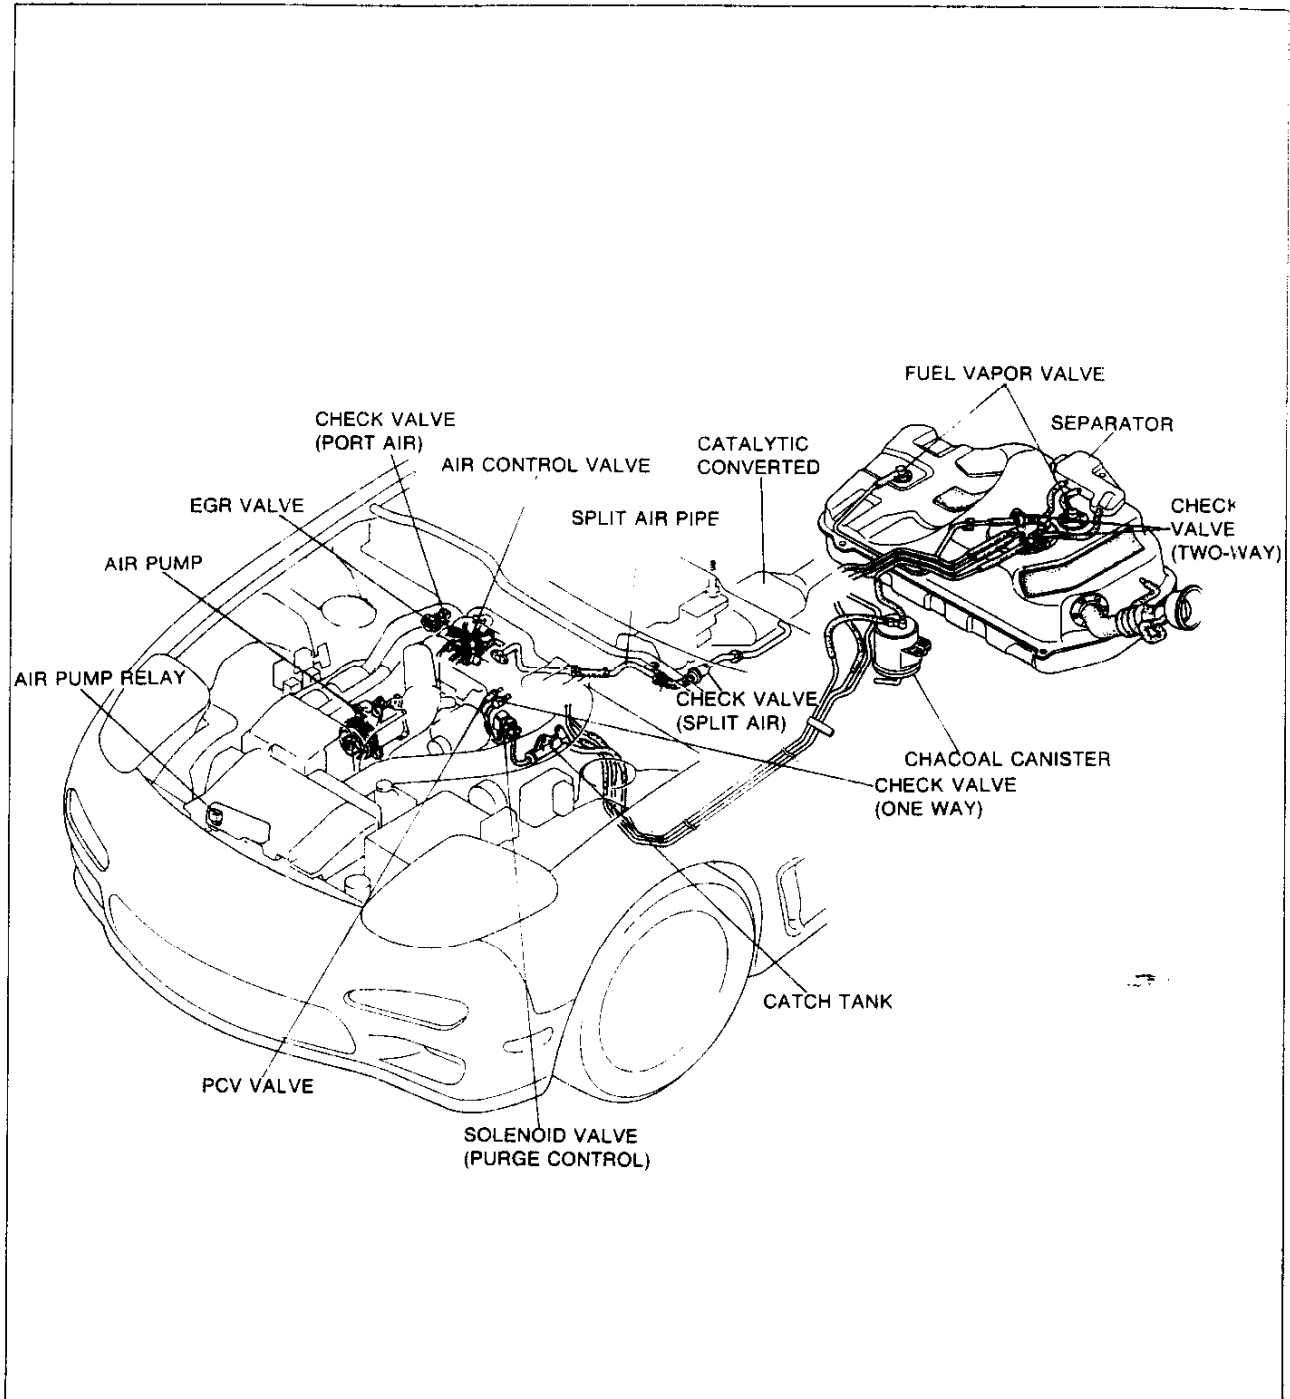 FUEL VAPOR VALVE
CHECK VALVE
(PORT AIR)
SEPARATOR
AIR CONTROL VALVE
CATALYTIC
CONVERTED
EGR VALVE
SPLIT AIR PIPE
CHECK
VALVE
(TWO-WAY)
AIR PUMP
AIR PUMP RELAY
CHECK VALVE
(SPLIT AIR)
CHACOAL CANISTER
CHECK VALVE
(ONE WAY)
CATCH TANK
PCV VALVE
SOLENOID VALVE
(PURGE CONTROL)